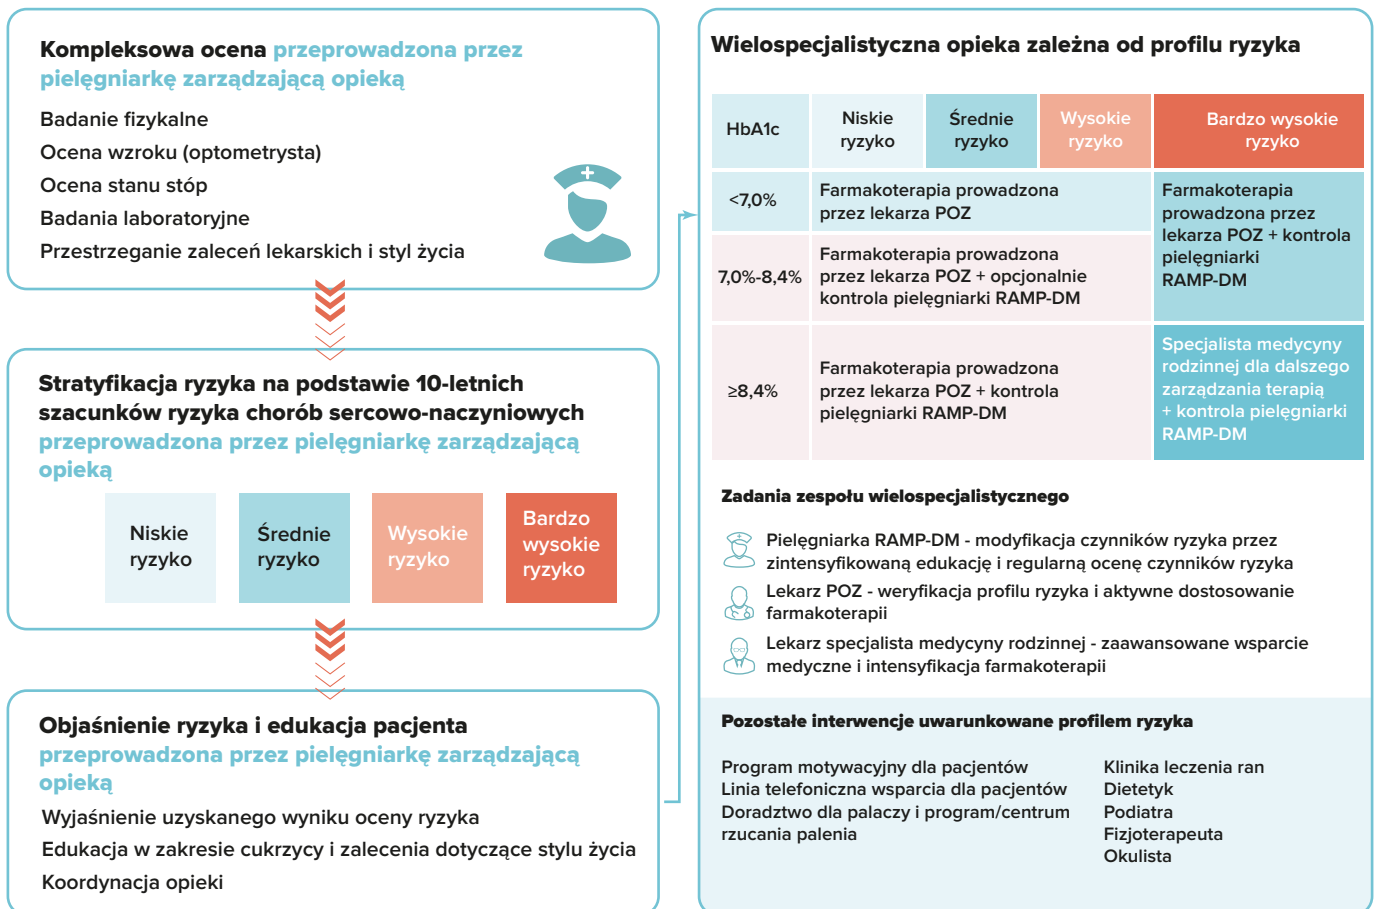 Kompleksowa ocena przeprowadzona przez
pielęgniarkę zarządzającą opieką
Badanie fizykalne
Ocena wzroku (optometrysta)
Ocena stanu stóp
Badania laboratoryjne
Przestrzeganie zaleceń lekarskich i styl życia
Stratyfikacja ryzyka na podstawie 10-letnich
szacunków ryzyka chorób sercowo-naczyniowych
przeprowadzona przez pielęgniarkę zarządzającą
opieką
Niskie
ryzyko
Średnie
ryzyko
Wysokie
ryzyko
Bardzo
wysokie
ryzyko
Objaśnienie ryzyka i edukacja pacjenta
przeprowadzona przez pielęgniarkę zarządzającą
opieką
Wyjaśnienie uzyskanego wyniku oceny ryzyka
Edukacja w zakresie cukrzycy i zalecenia dotyczące stylu życia
Koordynacja opieki
Wielospecjalistyczna opieka zależna od profilu ryzyka
HbA1c
Niskie
ryzyko
Średnie
ryzyko
Wysokie
ryzyko
Bardzo wysokie
ryzyko
<7,0%
Farmakoterapia prowadzona
przez lekarza POZ
Farmakoterapia
prowadzona przez
lekarza POZ + kontrola
pielęgniarki
RAMP-DM
7,0%-8,4%
Farmakoterapia prowadzona
przez lekarza POZ + opcjonalnie
kontrola pielęgniarki RAMP-DM
≥8,4%
Farmakoterapia prowadzona
przez lekarza POZ + kontrola
pielęgniarki RAMP-DM
Specjalista medycyny
rodzinnej dla dalszego
zarządzania terapią
+ kontrola pielęgniarki
RAMP-DM
Zadania zespołu wielospecjalistycznego
Pielęgniarka RAMP-DM - modyfikacja czynników ryzyka przez
zintensyfikowaną edukację i regularną ocenę czynników ryzyka
Lekarz POZ - weryfikacja profilu ryzyka i aktywne dostosowanie
farmakoterapii
Lekarz specjalista medycyny rodzinnej - zaawansowane wsparcie
medyczne i intensyfikacja farmakoterapii
Pozostałe interwencje uwarunkowane profilem ryzyka
Program motywacyjny dla pacjentów
Linia telefoniczna wsparcia dla pacjentów
Doradztwo dla palaczy i program/centrum
rzucania palenia
Klinika leczenia ran
Dietetyk
Podiatra
Fizjoterapeuta
Okulista